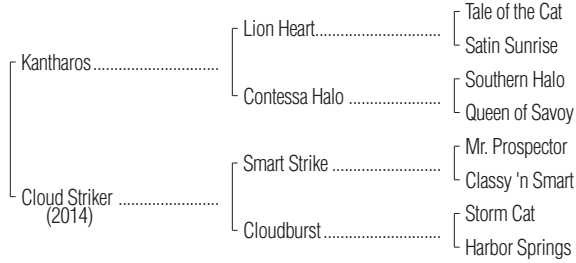 Tale of the Cat
Lion Heart
Satin Sunrise
Kantharos
Southern Halo
Contessa Halo
Queen of Savoy
Mr. Prospector
Smart Strike
Classy 'n Smart
Cloud Striker
(2014)
Storm Cat
Cloudburst
Harbor Springs